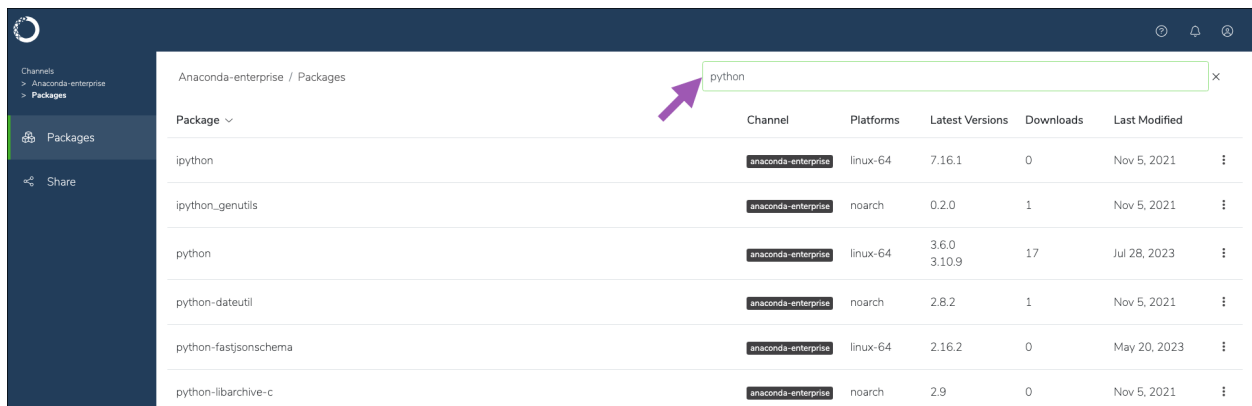 Channels
> Anaconda-enterprise
> Packages
Packages
Share
Anaconda-enterprise / Packages
python
Package Channel Platforms Latest Versions Downloads Last Modified
ipython anaconda-enterprise linux-64 7.16.1 0 Nov 5, 2021
ipython_genutils anaconda-enterprise noarch 0.2.0 1 Nov 5, 2021
python anaconda-enterprise linux-64 3.6.0 17 Jul 28, 2023
3.10.9
python-dateutil anaconda-enterprise noarch 2.8.2 1 Nov 5, 2021
python-fastjsonschema anaconda-enterprise linux-64 2.16.2 0 May 20, 2023
python-libarchive-c anaconda-enterprise noarch 2.9 0 Nov 5, 2021